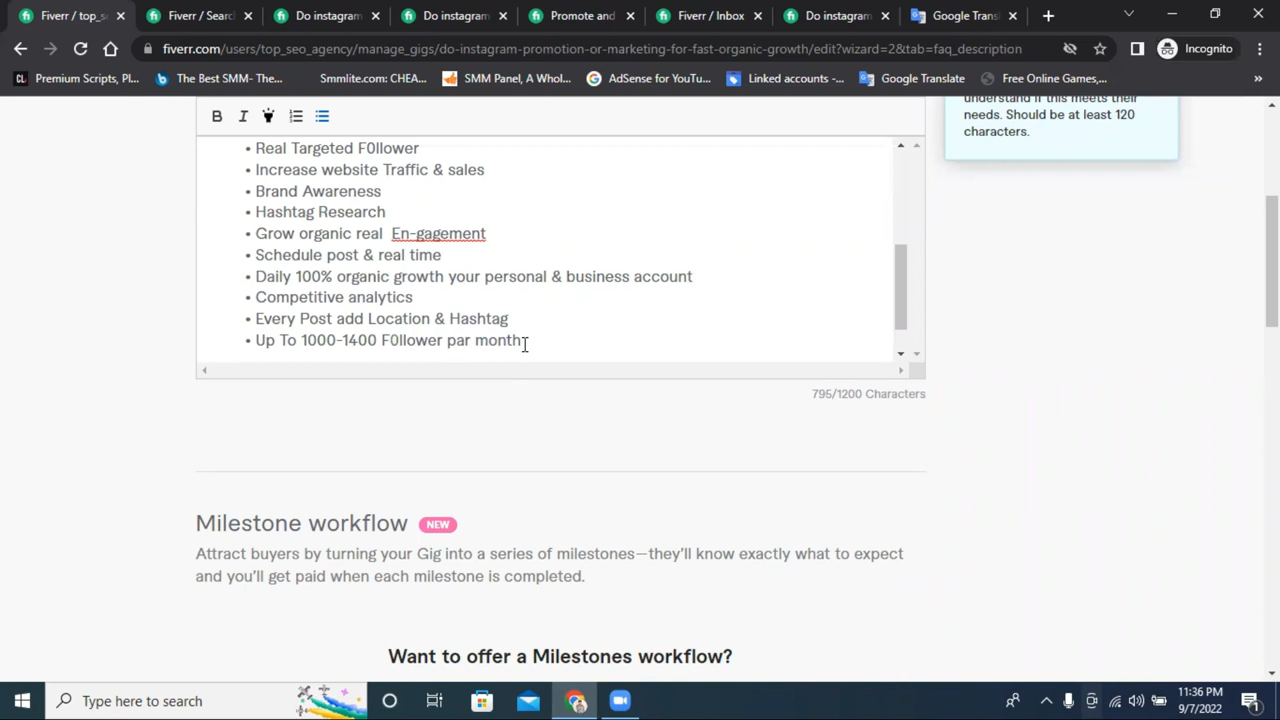 Fiverr / top_s
Fiverr / Searc
Do instagram
Do instagram
Promote and
Fiverr / Inbox
Do instagram
Google Trans
fiverr.com/users/top_seo_agency/manage_gigs/do-instagram-promotion-or-marketing-for-fast-organic-growth/edit?wizard=2&tab=faq_description
Incognito
Premium Scripts, Pl...
The Best SMM- The...
Smmlite.com: CHEA...
SMM Panel, A Whol...
AdSense for YouTu...
Linked accounts -...
Google Translate
Free Online Games,...
»
B I
understand if this meets their
needs. Should be at least 120
characters.
• Real Targeted F0llower
• Increase website Traffic & sales
• Brand Awareness
• Hashtag Research
• Grow organic real En-gagement
• Schedule post & real time
• Daily 100% organic growth your personal & business account
• Competitive analytics
• Every Post add Location & Hashtag
• Up To 1000-1400 F0llower par month
795/1200 Characters
Milestone workflow NEW
Attract buyers by turning your Gig into a series of milestones—they'll know exactly what to expect
and you'll get paid when each milestone is completed.
Want to offer a Milestones workflow?
Type here to search
11:36 PM
9/7/2022
1